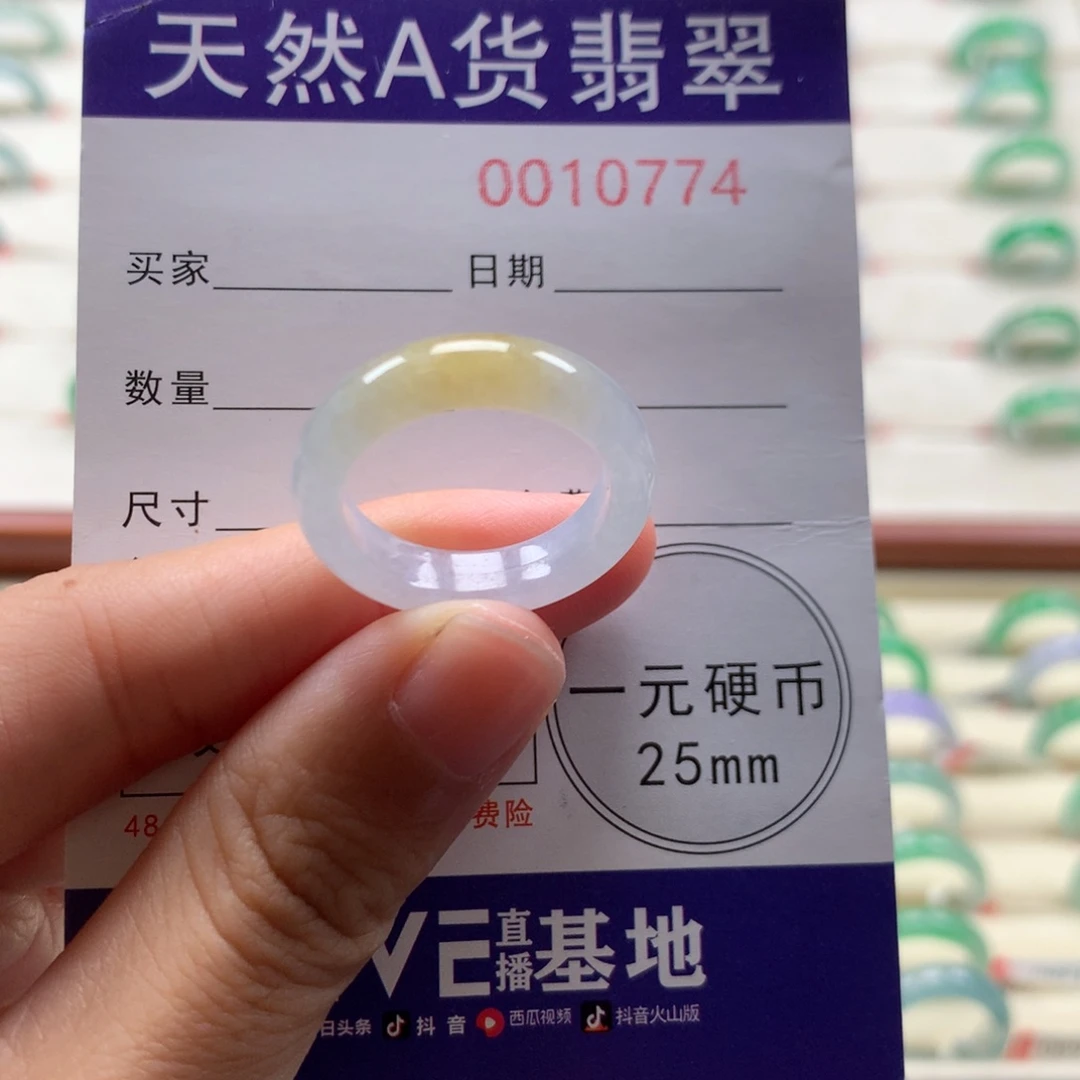 天然A货翡翠
0010774
买家 日期
数量
尺寸
一元硬币
25mm
48 费险
VE直播基地
日头条 抖音 西瓜视频 抖音火山版